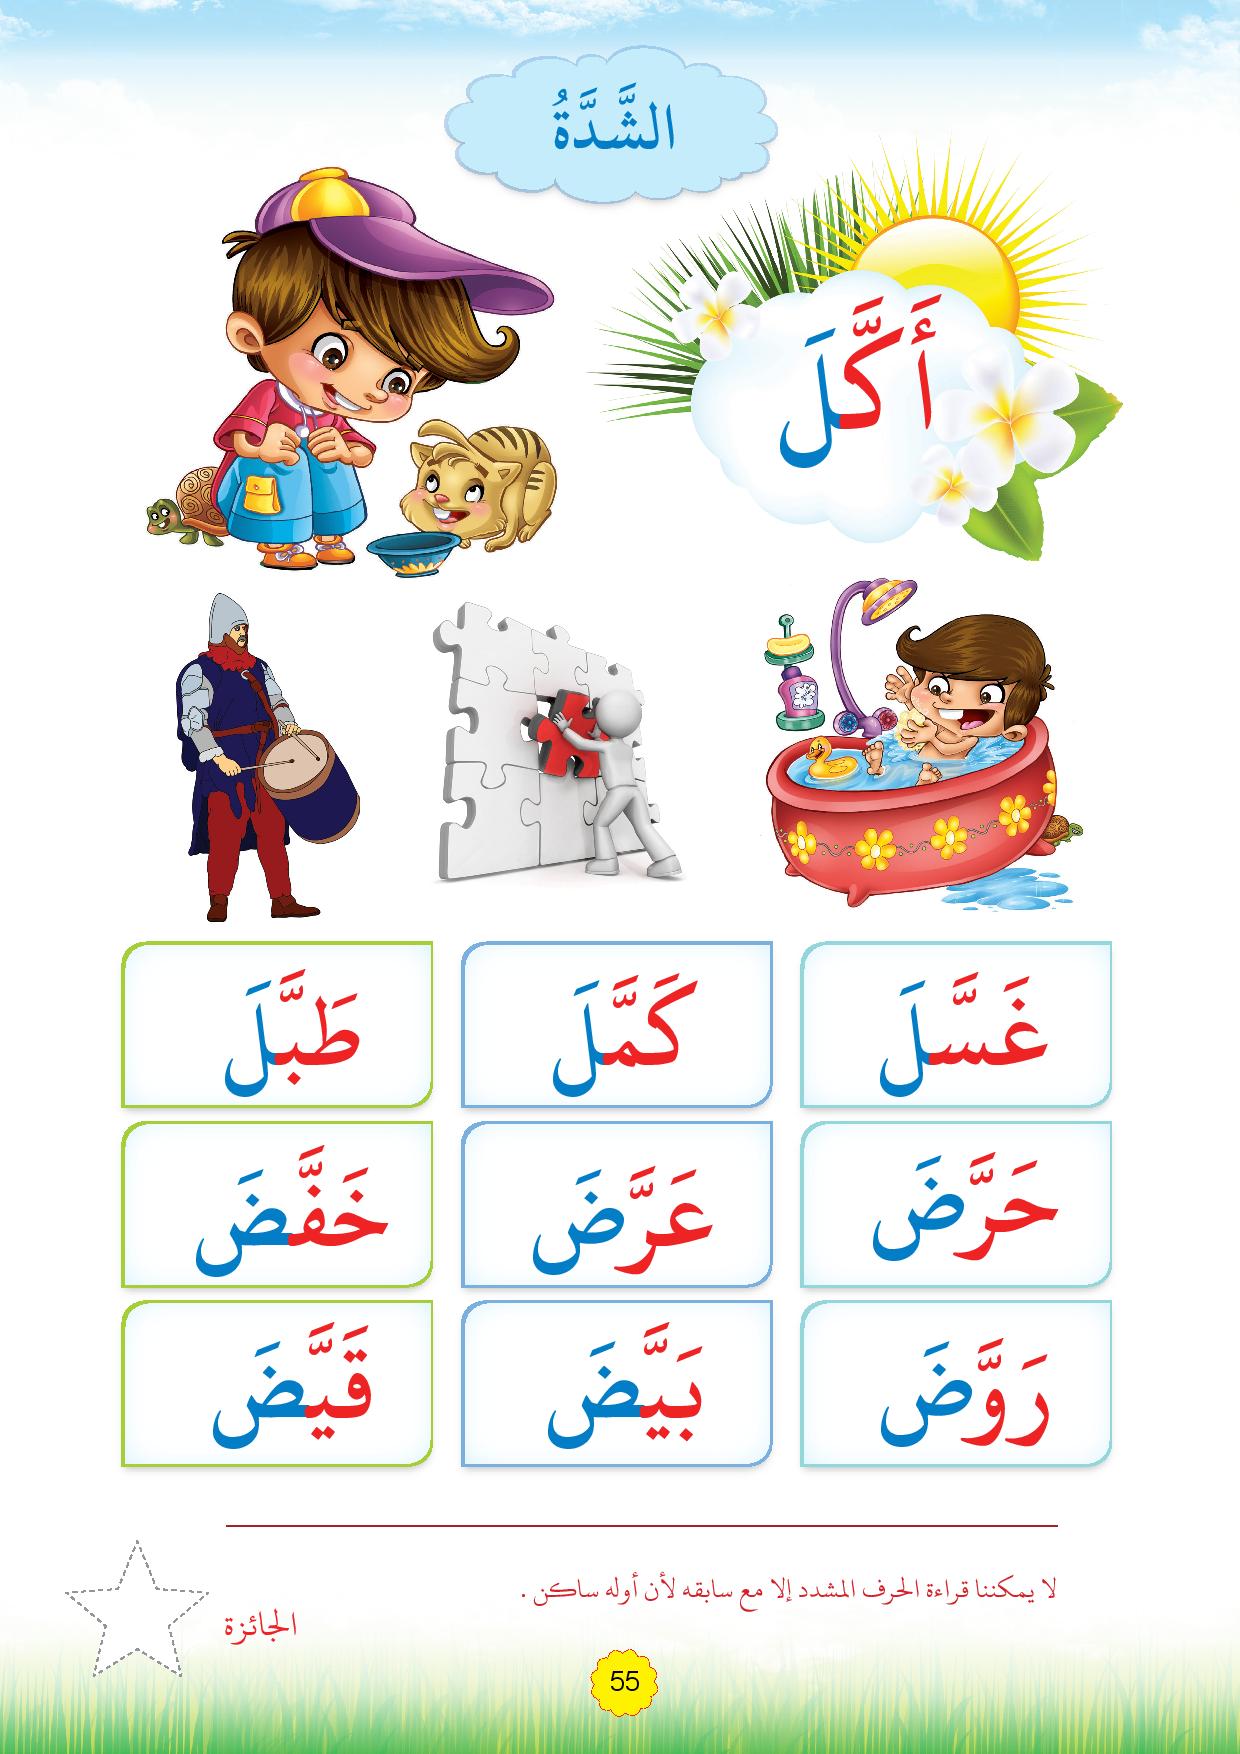 الشَّدَّةُ
أَكَّلَ
غَسَّلَ كَمَّلَ طَبَّلَ
حَرَّضَ عَرَّضَ خَفَّضَ
رَوَّضَ بَيَّضَ قَيَّضَ
لا يمكننا قراءة الحرف المشدد إلا مع سابقه لأن أوله ساكن .
الجائزة
55